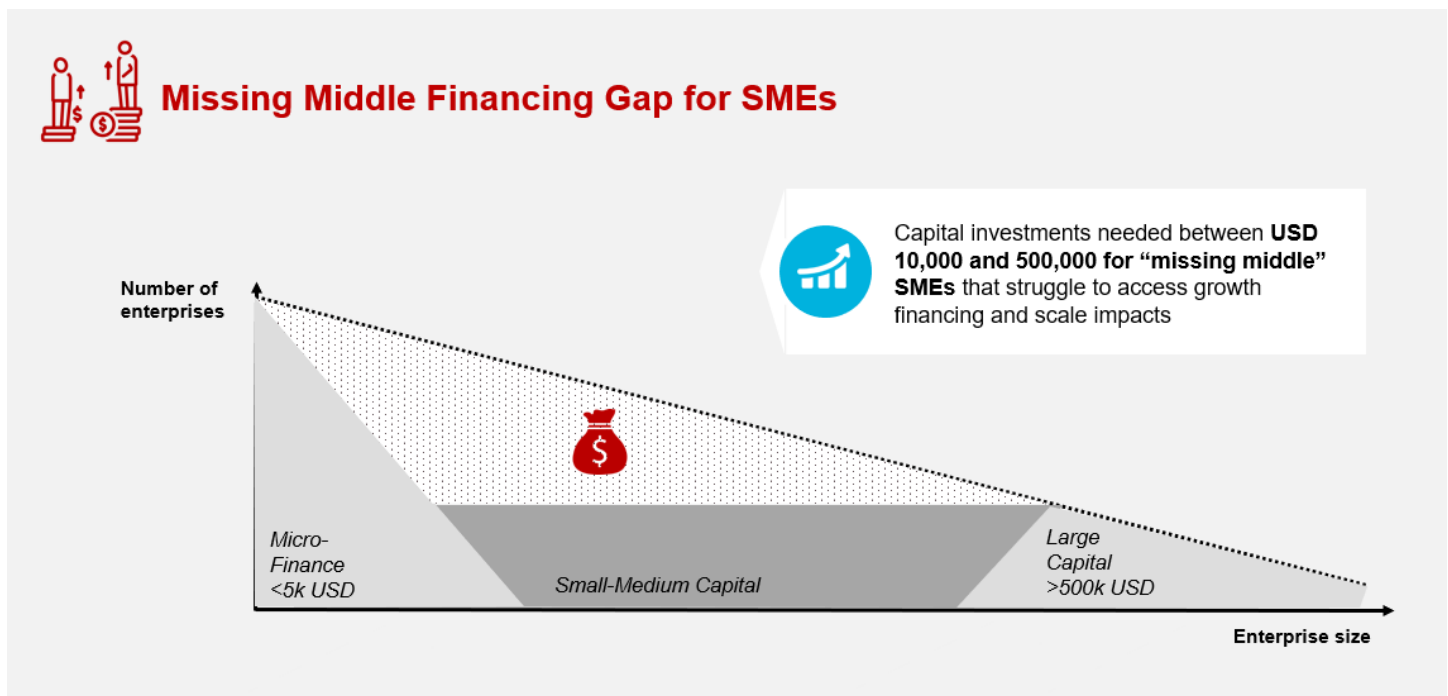 Missing Middle Financing Gap for SMEs
Capital investments needed between USD
10,000 and 500,000 for “missing middle”
SMEs that struggle to access growth
financing and scale impacts
Number of
enterprises
$
$
$
Micro-
Finance
<5k USD
Small-Medium Capital
Large
Capital
>500k USD
Enterprise size